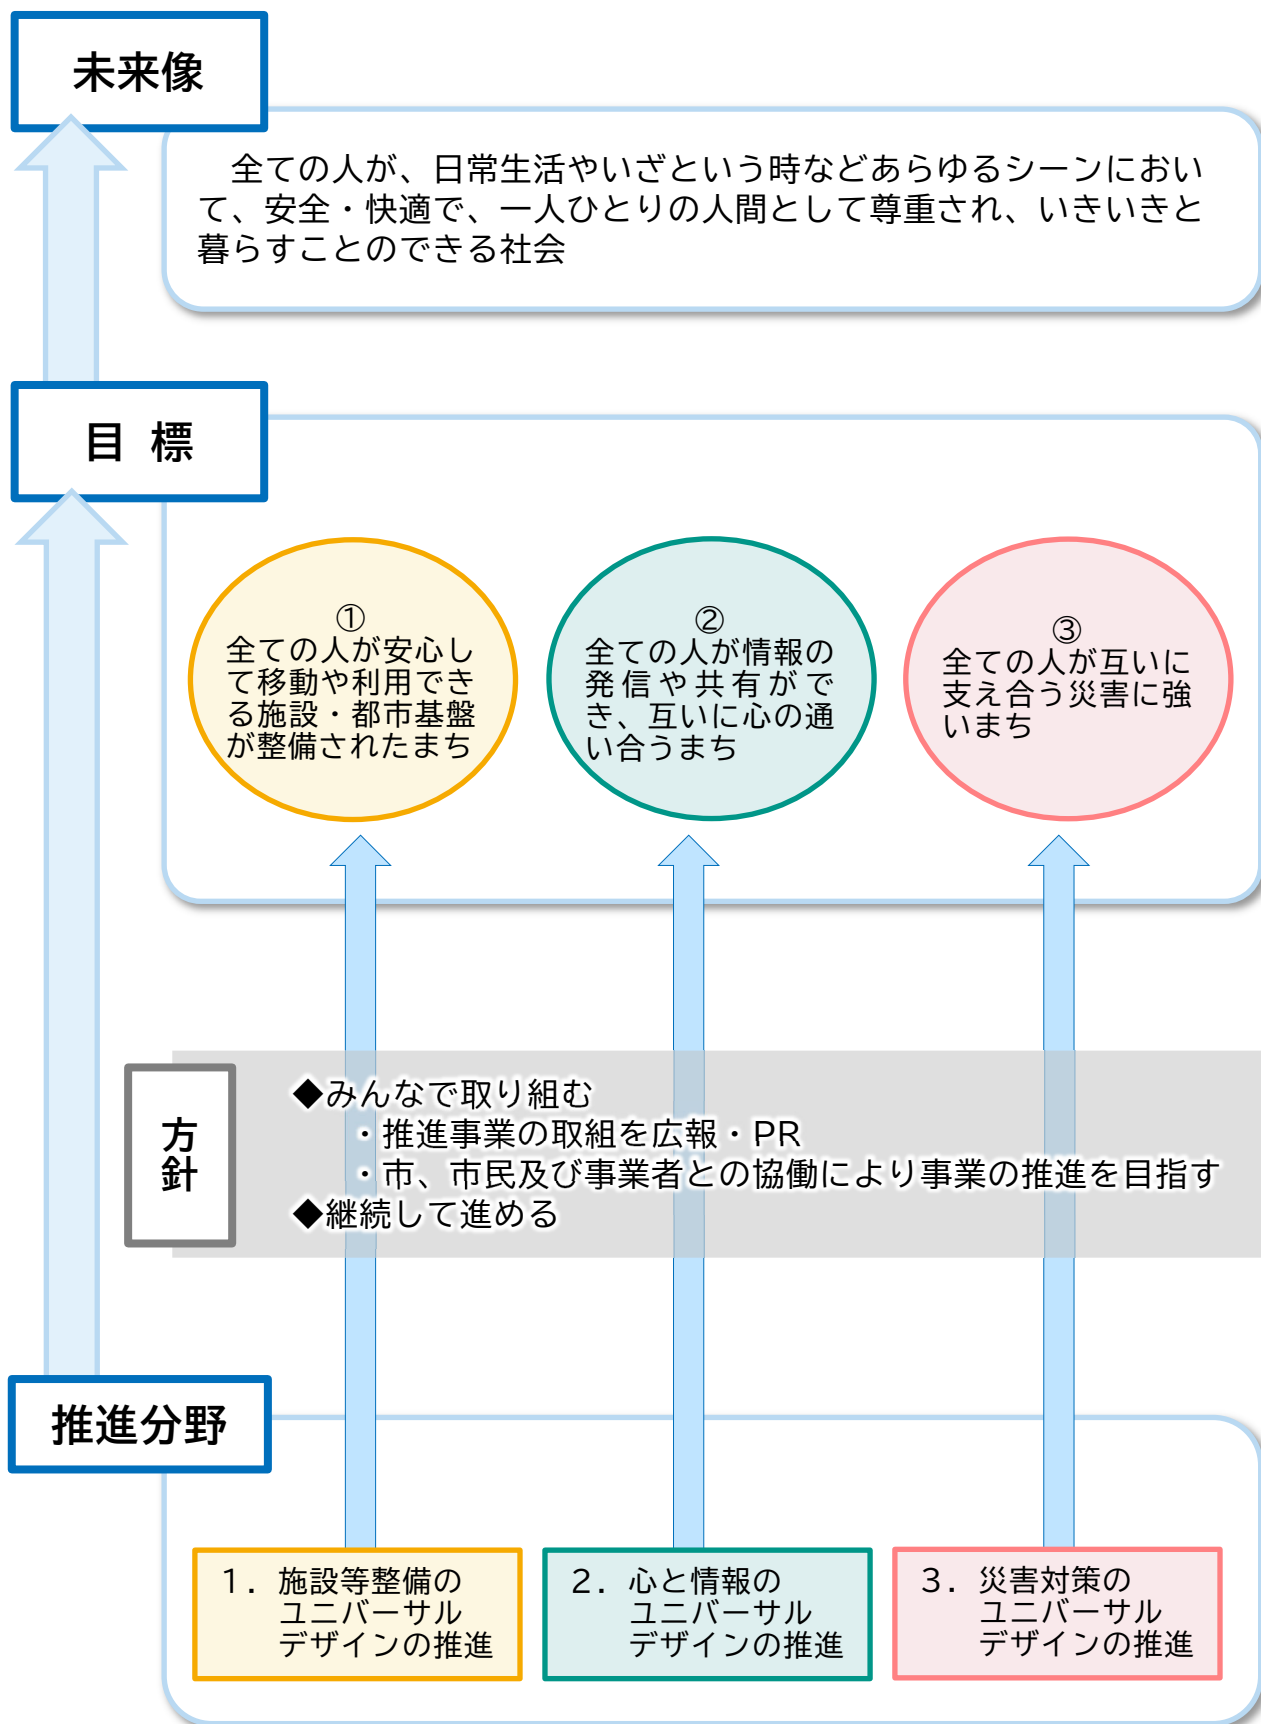 未来像
全ての人が、日常生活やいざという時などあらゆるシーンにおい
て、安全・快適で、一人ひとりの人間として尊重され、いきいきと
暮らすことのできる社会
目 標
①
全ての人が安心し
て移動や利用でき
る施設・都市基盤
が整備されたまち
②
全ての人が情報の
発信や共有がで
き、互いに心の通
い合うまち
③
全ての人が互いに
支え合う災害に強
いまち
方針
◆みんなで取り組む
・推進事業の取組を広報・PR
・市、市民及び事業者との協働により事業の推進を目指す
◆継続して進める
推進分野
１．施設等整備の
ユニバーサル
デザインの推進
２．心と情報の
ユニバーサル
デザインの推進
３．災害対策の
ユニバーサル
デザインの推進